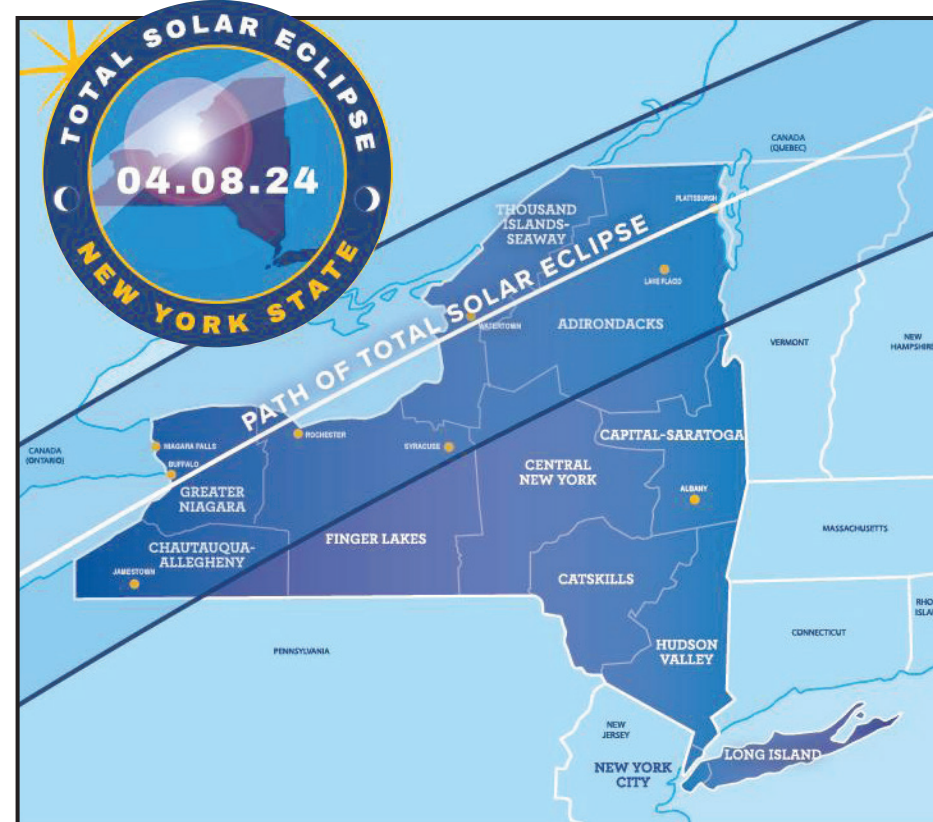 TOTAL SOLAR ECLIPSE
04.08.24
NEW YORK STATE
CANADA
(QUEBEC)
PLATTSBURGH
THOUSAND
ISLANDS-
SEAWAY
PATH OF TOTAL SOLAR ECLIPSE
LAKE PLACID
WATERTOWN
ADIRONDACKS
VERMONT
NEW
HAMPSHIRE
CANADA
(ONTARIO)
NIAGARA FALLS
BUFFALO
ROCHESTER
SYRACUSE
CAPITAL-SARATOGA
GREATER
NIAGARA
CENTRAL
NEW YORK
ALBANY
CHAUTAUQUA-
ALLEGHENY
FINGER LAKES
MASSACHUSETTS
JAMESTOWN
CATSKILLS
RHO
ISLA
CONNECTICUT
PENNSYLVANIA
HUDSON
VALLEY
NEW
JERSEY
NEW YORK
CITY
LONG ISLAND